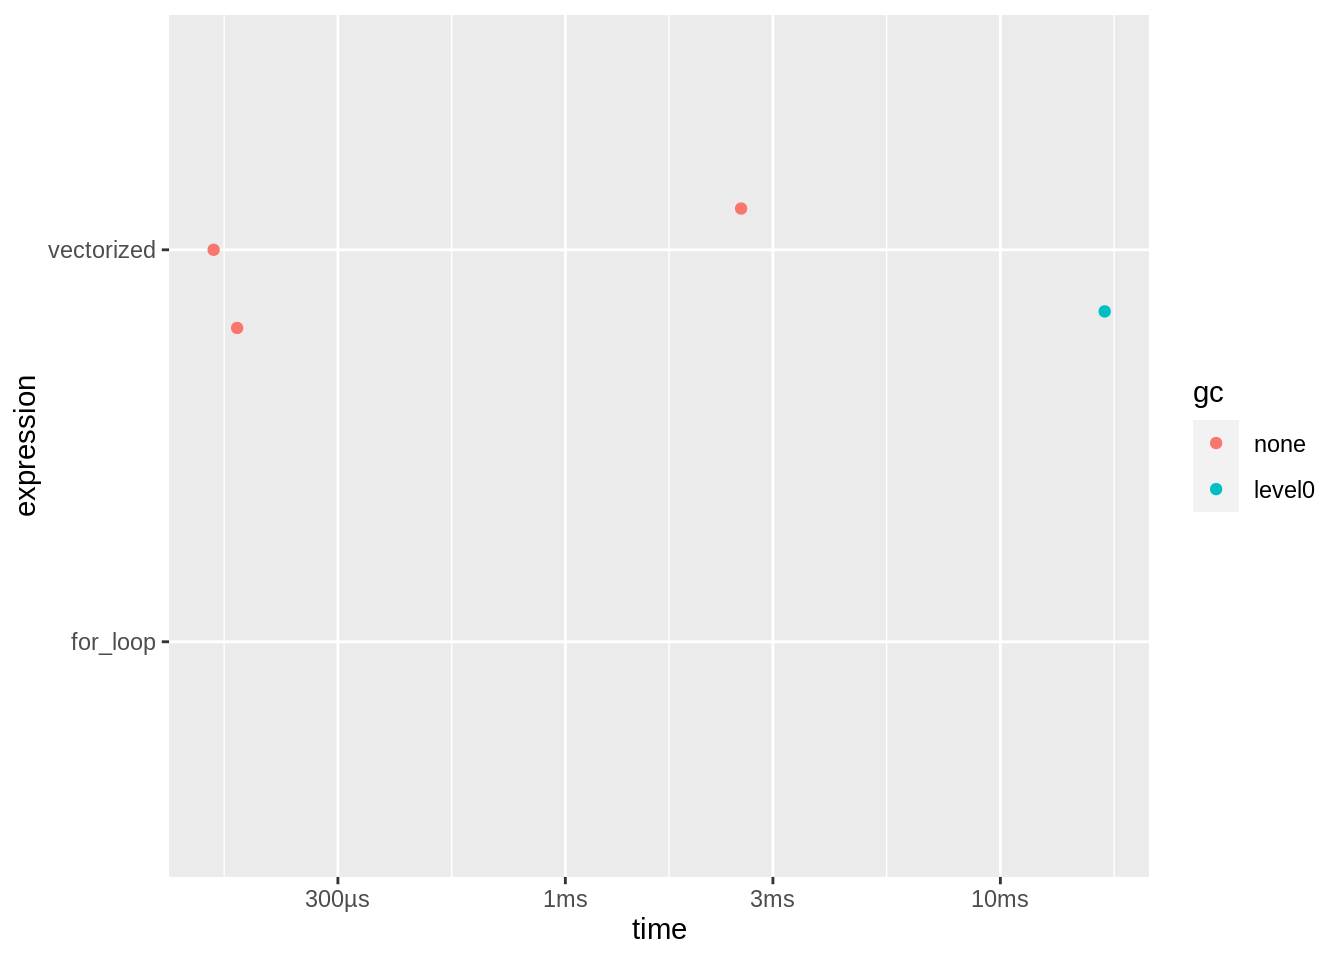 vectorized
for_loop
expression
300µs
1ms
3ms
10ms
time
gc
none
level0